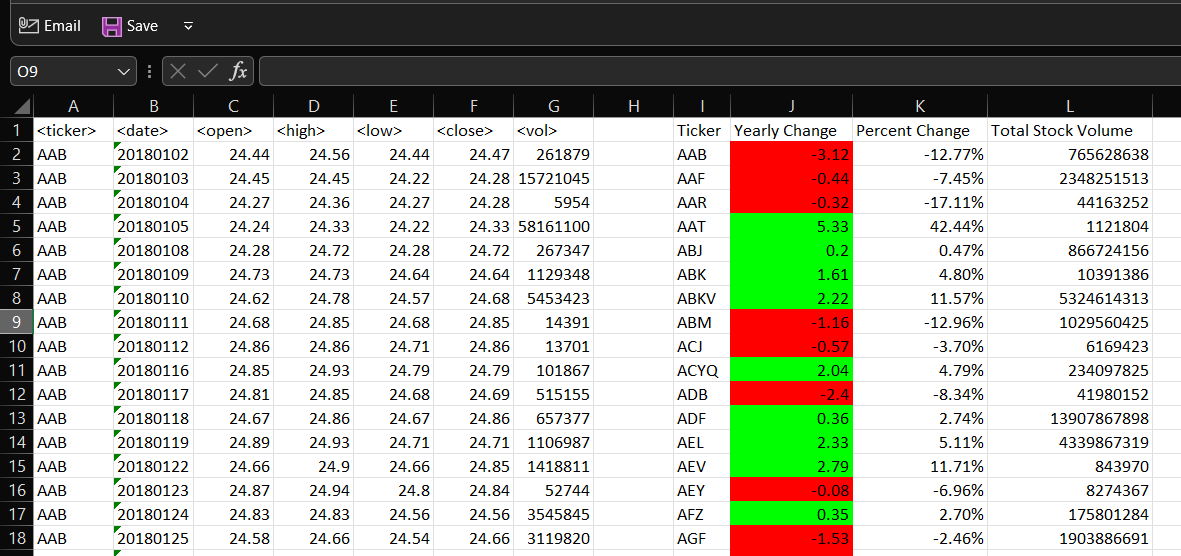 Email Save
O9 fx
A B C D E F G H I J K L
1 <ticker> <date> <open> <high> <low> <close> <vol> Ticker Yearly Change Percent Change Total Stock Volume
2 AAB 20180102 24.44 24.56 24.44 24.47 261879 AAB -3.12 -12.77% 765628638
3 AAB 20180103 24.45 24.45 24.22 24.28 15721045 AAF -0.44 -7.45% 2348251513
4 AAB 20180104 24.27 24.36 24.27 24.28 5954 AAR -0.32 -17.11% 44163252
5 AAB 20180105 24.24 24.33 24.22 24.33 58161100 AAT 5.33 42.44% 1121804
6 AAB 20180108 24.28 24.72 24.28 24.72 267347 ABJ 0.2 0.47% 866724156
7 AAB 20180109 24.73 24.73 24.64 24.64 1129348 ABK 1.61 4.80% 10391386
8 AAB 20180110 24.62 24.78 24.57 24.68 5453423 ABKV 2.22 11.57% 5324614313
9 AAB 20180111 24.68 24.85 24.68 24.85 14391 ABM -1.16 -12.96% 1029560425
10 AAB 20180112 24.86 24.86 24.71 24.86 13701 ACJ -0.57 -3.70% 6169423
11 AAB 20180116 24.85 24.93 24.79 24.79 101867 ACYQ 2.04 4.79% 234097825
12 AAB 20180117 24.81 24.85 24.68 24.69 515155 ADB -2.4 -8.34% 41980152
13 AAB 20180118 24.67 24.86 24.67 24.86 657377 ADF 0.36 2.74% 13907867898
14 AAB 20180119 24.89 24.93 24.71 24.71 1106987 AEL 2.33 5.11% 4339867319
15 AAB 20180122 24.66 24.9 24.66 24.85 1418811 AEV 2.79 11.71% 843970
16 AAB 20180123 24.87 24.94 24.8 24.84 52744 AEY -0.08 -6.96% 8274367
17 AAB 20180124 24.83 24.83 24.56 24.56 3545845 AFZ 0.35 2.70% 175801284
18 AAB 20180125 24.58 24.66 24.54 24.66 3119820 AGF -1.53 -2.46% 1903886691